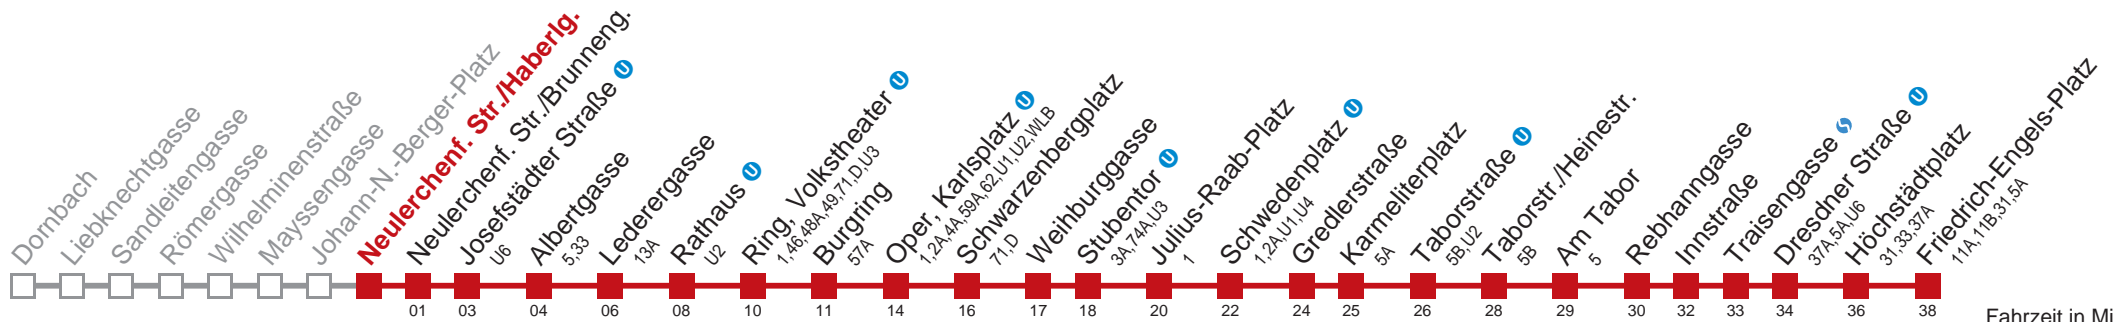 Dornbach
Liebknechtgasse
Sandleitengasse
Römergasse
Wilhelminenstraße
Mayssengasse
Johann-N.-Berger-Platz
Neulerchenf. Str./Haberlg.
Neulerchenf. Str./Brunneng.
Josefstädter Straße U
U6
Albertgasse
5,33
Lederergasse
13A
Rathaus U
U2
Ring, Volkstheater U
1,46,48A,49,71,D,U3
Burgring
57A
Oper, Karlsplatz U
1,2A,4A,59A,62,U1,U2,WLB
Schwarzenbergplatz
71,D
Weihburggasse
Stubentor U
3A,74A,U3
Julius-Raab-Platz
1
Schwedenplatz U
1,2A,U1,U4
Gredlerstraße
Karmeliterplatz
5A
Taborstraße U
5B,U2
Taborstr./Heinestr.
5B
Am Tabor
5
Rebhanngasse
Innstraße
Traisengasse S
Dresdner Straße U
37A,5A,U6
Höchstädtplatz
31,33,37A
Friedrich-Engels-Platz
11A,11B,31,5A
01 03 04 06 08 10 11 14 16 17 18 20 22 24 25 26 28 29 30 32 33 34 36 38
Fahrzeit in Mi